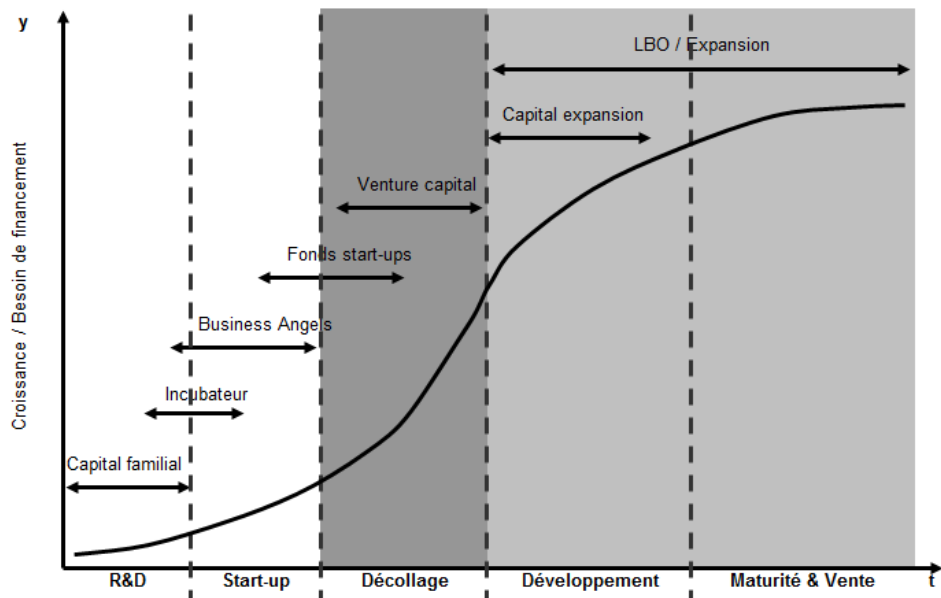 y
LBO / Expansion
Capital expansion
Venture capital
Fonds start-ups
Business Angels
Incubateur
Capital familial
Croissance / Besoin de financement
R&D Start-up Décollage Développement Maturité & Vente t